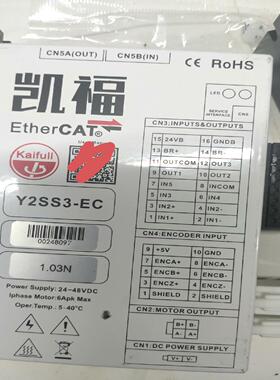 CN5A(OUT) CN5B(IN)
CE RoHS
LED
SERVICE INTERFACE CN6
凯福
EtherCAT
Kaifull
凯福
Y2SS3-EC
00248097
1.03N
Power Supply: 24~48VDC
Iphase Motor:6Apk Max
Oper.Temp.: 5-40°C
CN3:INPUTS&OUTPUTS
15 24VB 16 GNDB
13 BR+ 14 BR-
11 OUTCOM 12 OUT3
9 OUT1 10 OUT2
7 IN5 8 INCOM
5 IN3 6 IN4
3 IN2+ 4 IN2-
1 IN1+ 2 IN1-
CN4:ENCODER INPUT
9 +5V 10 GND
7 ENCA+ 8 ENCA-
5 ENCB+ 6 ENCB-
3 ENCZ+ 4 ENCZ-
1 SHIELD 2 SHIELD
CN2:MOTOR OUTPUT
B+ B-
A+ A-
CN1:DC POWER SUPPLY
V+ V-